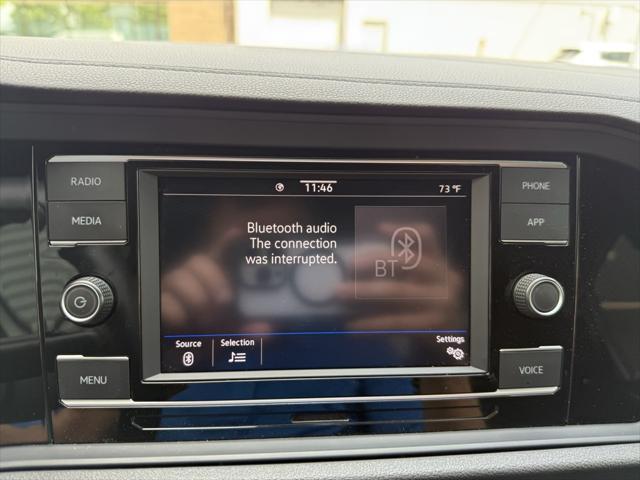 RADIO
MEDIA
MENU
11:46
73 °F
Bluetooth audio
The connection
was interrupted.
BT
Source
Selection
Settings
PHONE
APP
VOICE